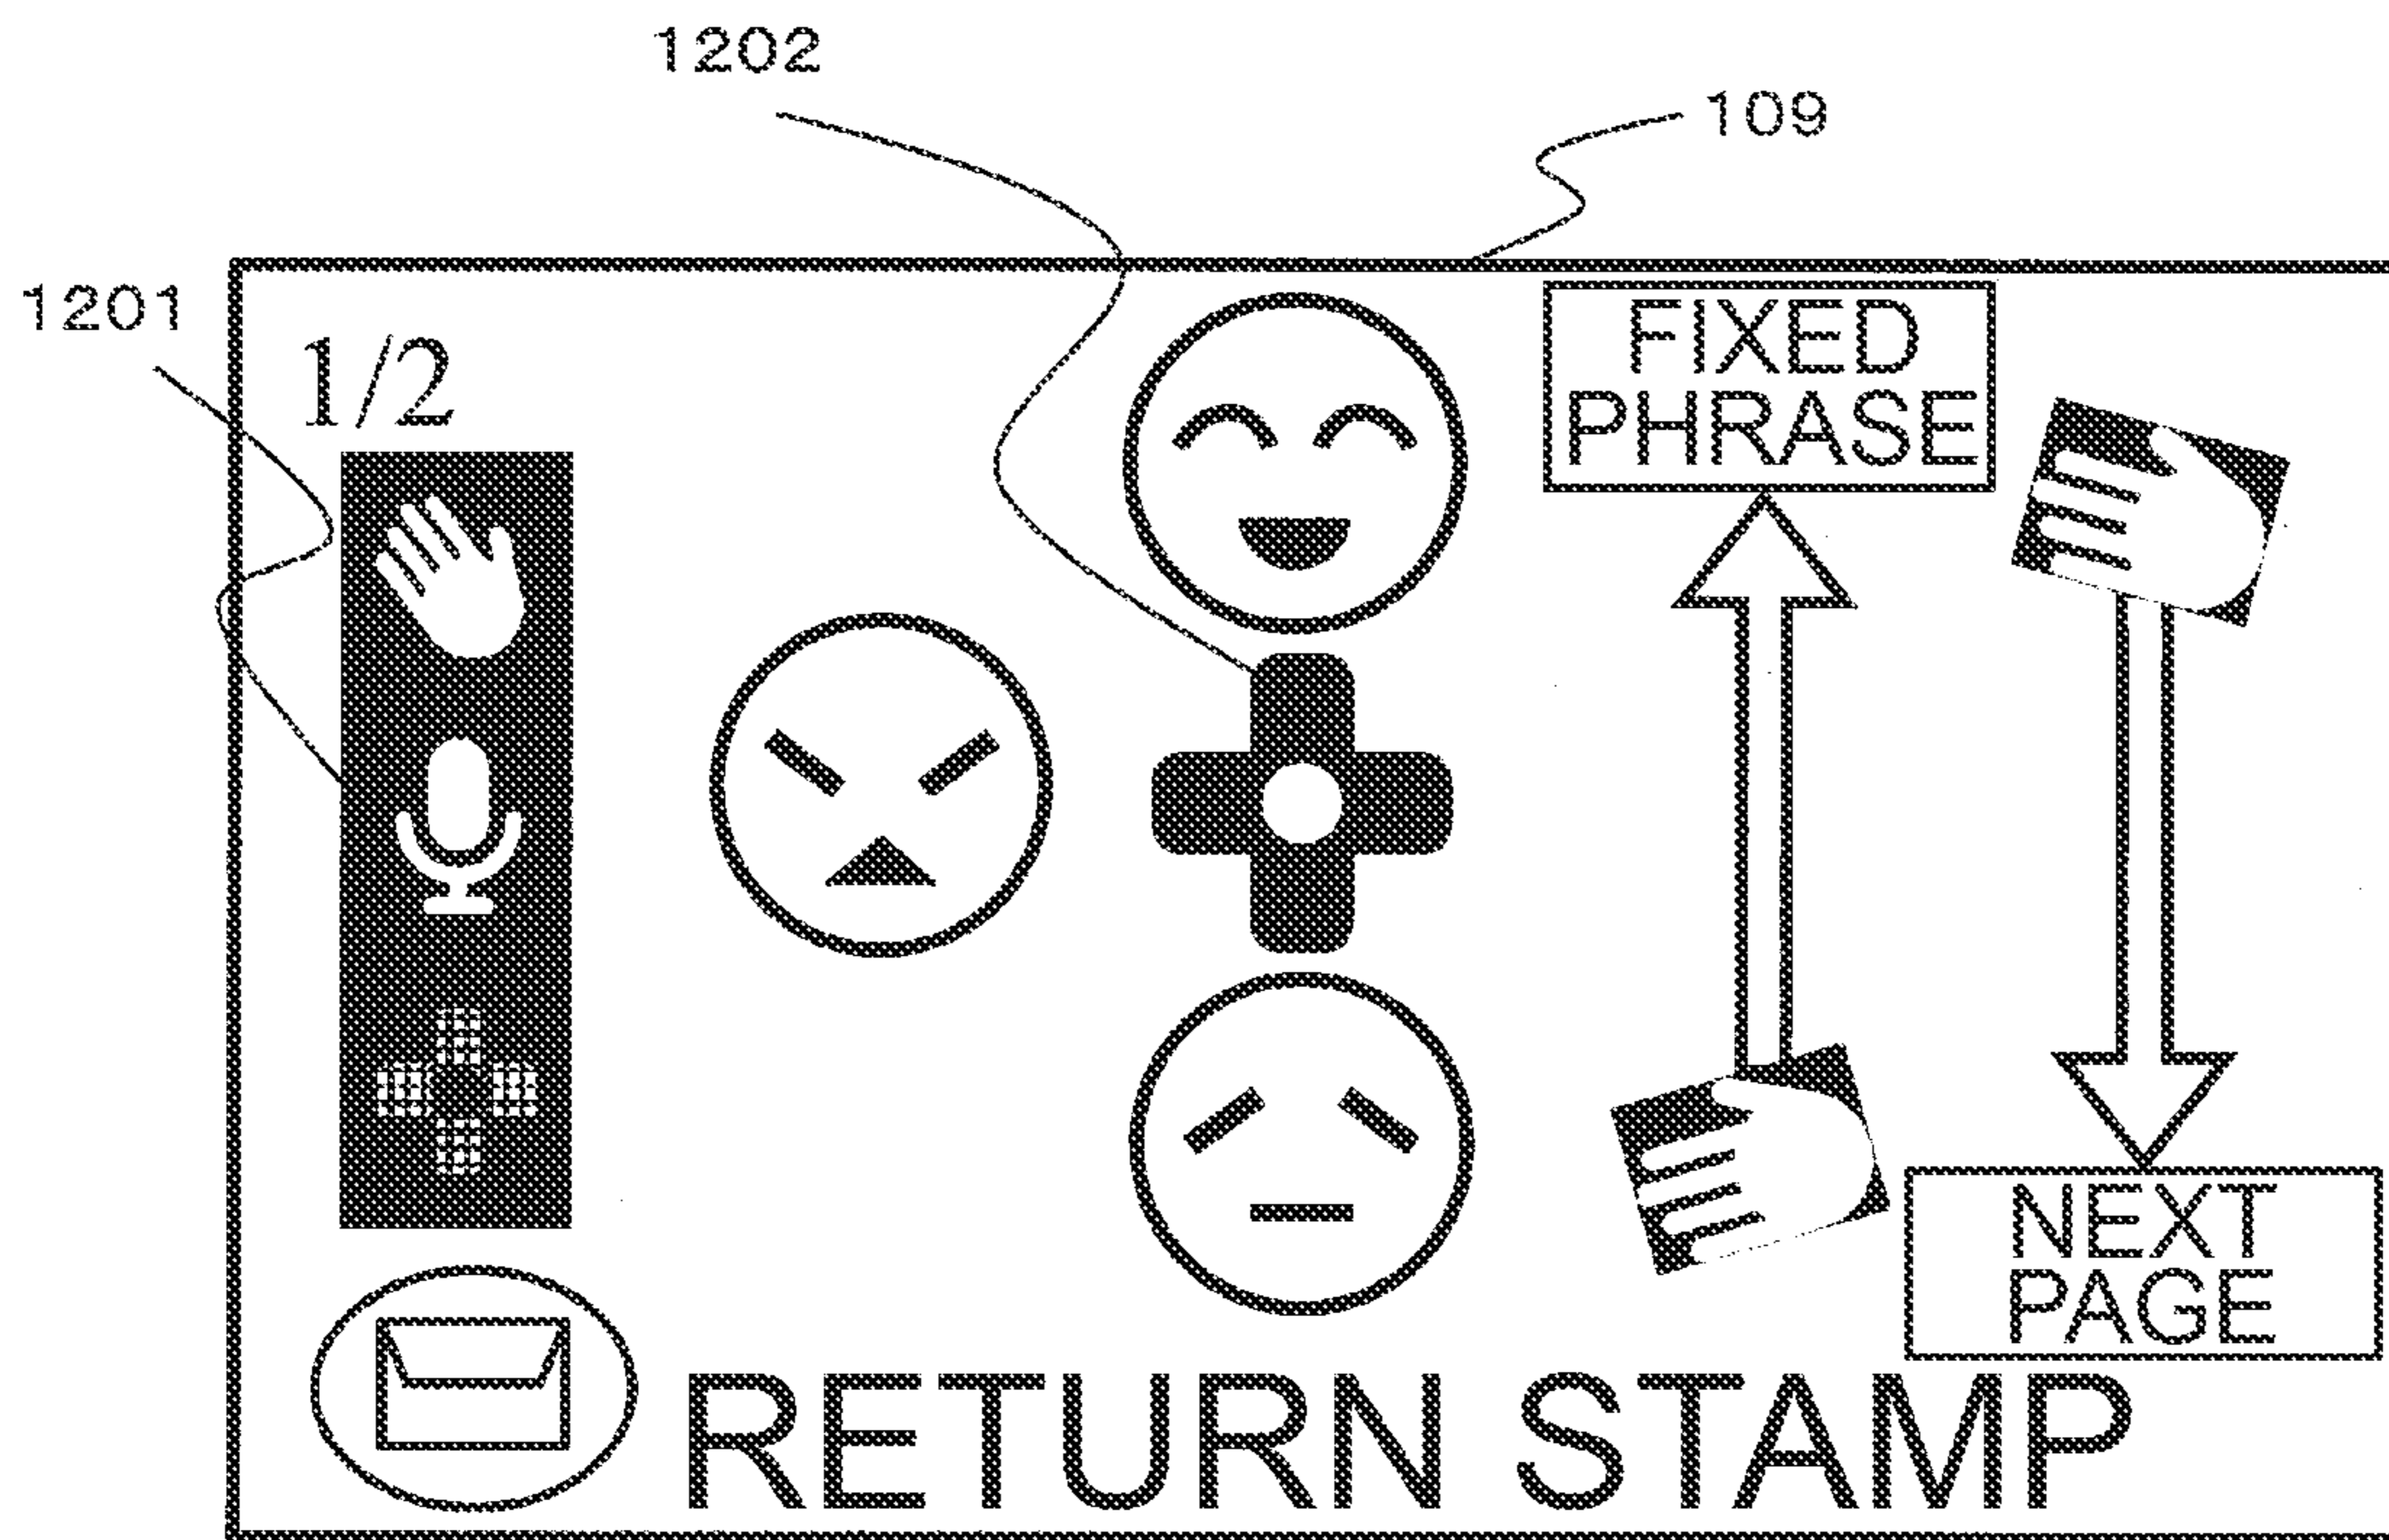 1202
109
1201
1/2
FIXED
PHRASE
NEXT
PAGE
RETURN STAMP